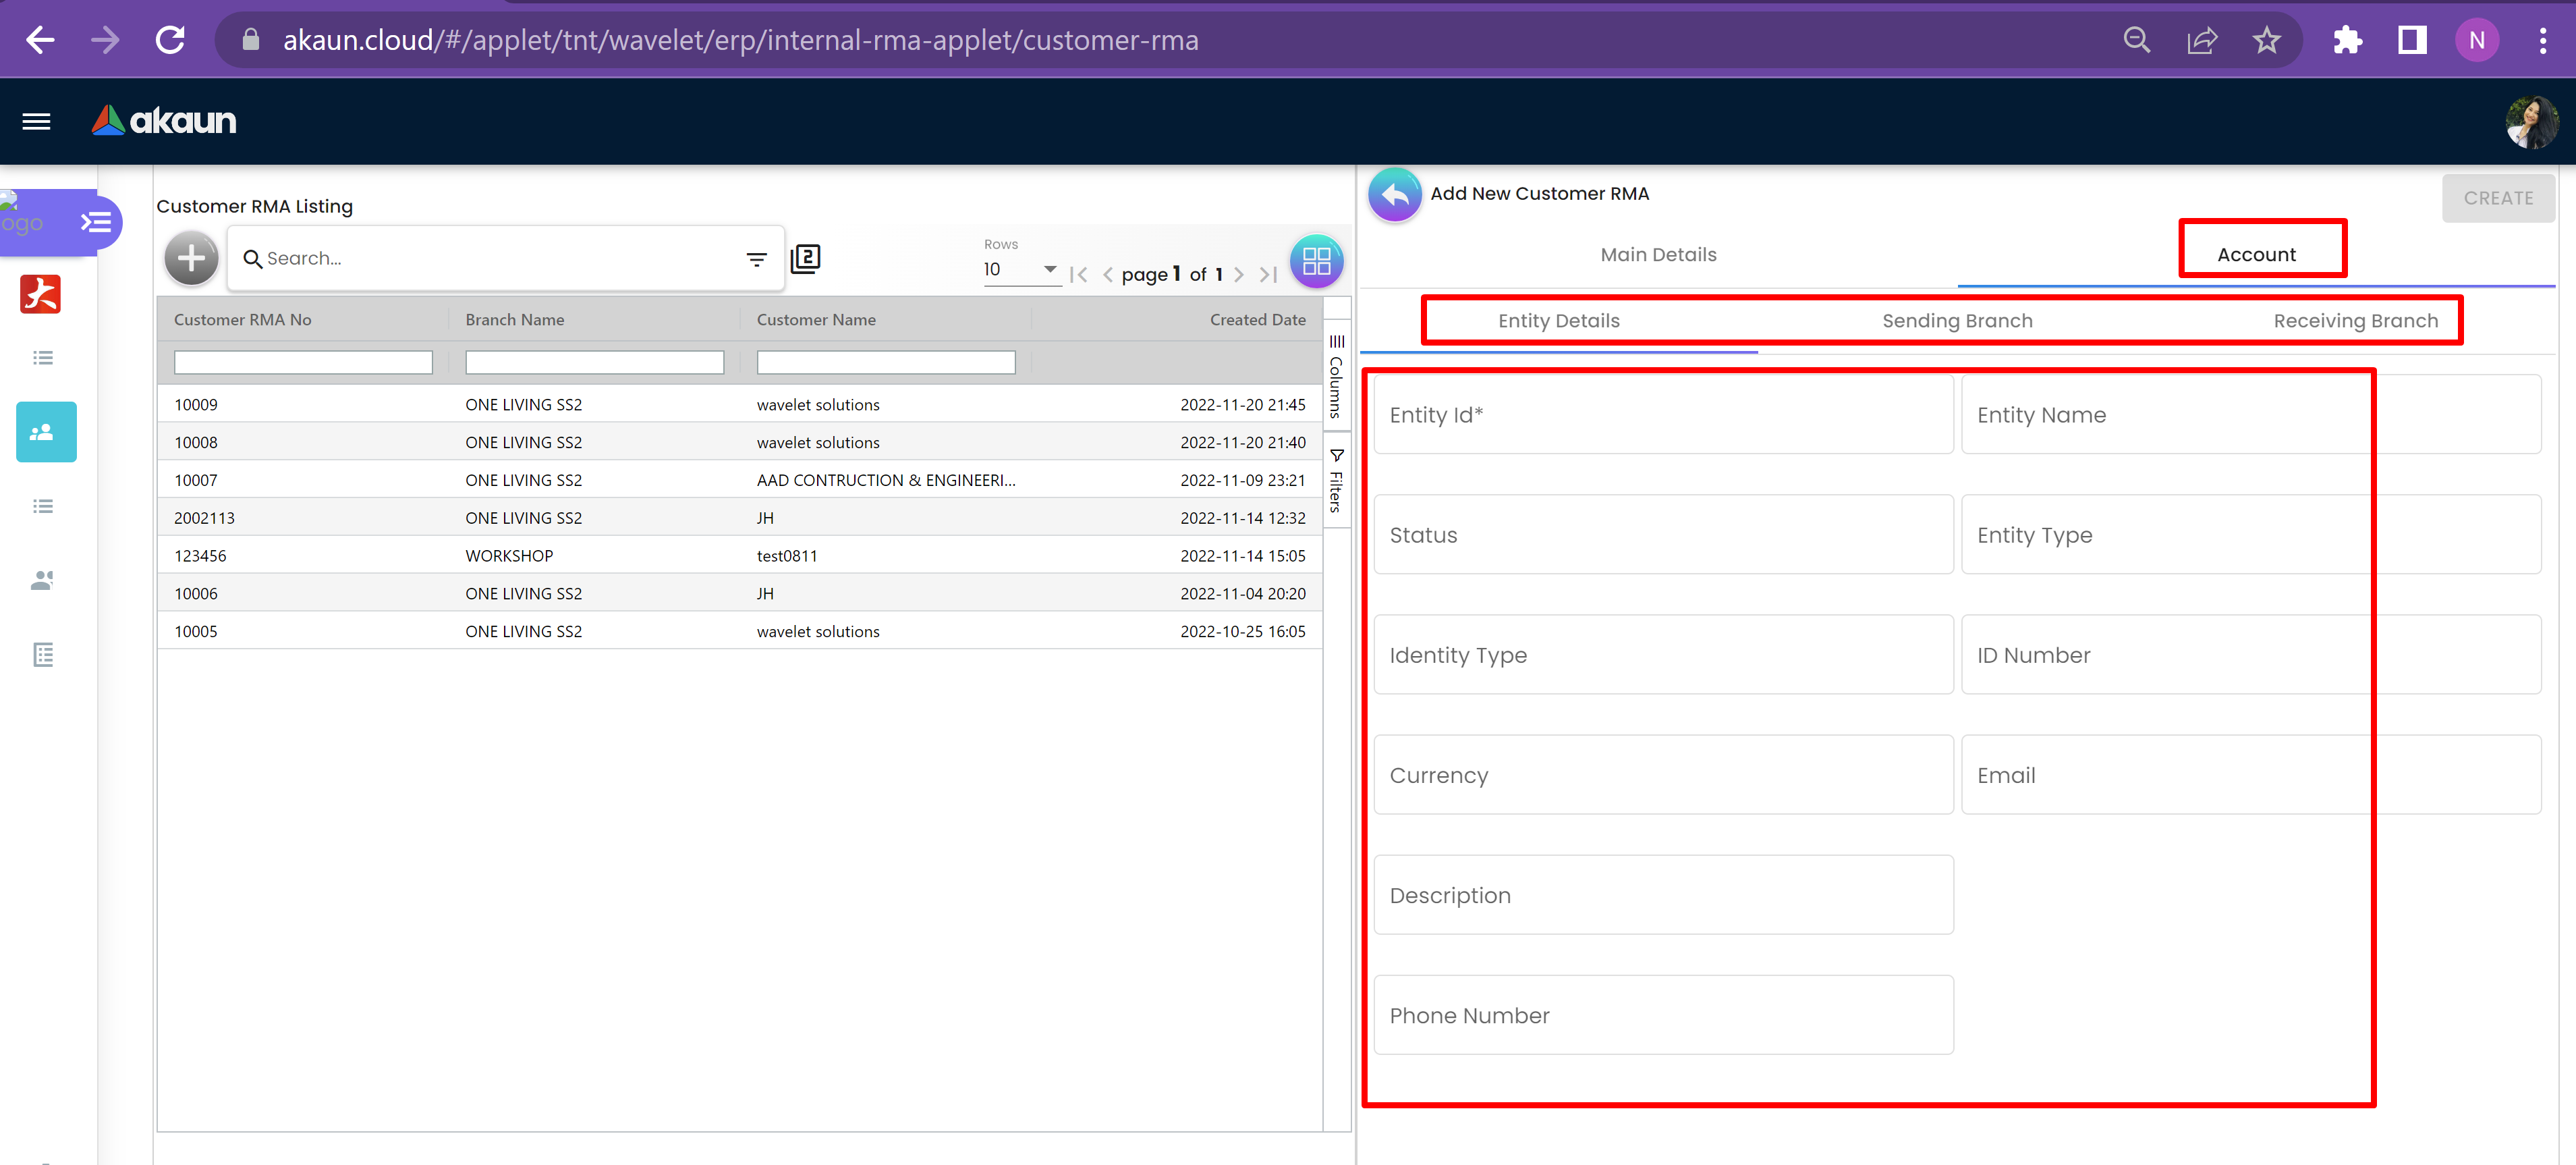 akaun.cloud/#/applet/tnt/wavelet/erp/internal-rma-applet/customer-rma
N
akaun
ogo
Customer RMA Listing
Search...
2
Rows
10
page 1 of 1
Customer RMA No Branch Name Customer Name Created Date
10009 ONE LIVING SS2 wavelet solutions 2022-11-20 21:45
10008 ONE LIVING SS2 wavelet solutions 2022-11-20 21:40
10007 ONE LIVING SS2 AAD CONTRUCTION & ENGINEERI... 2022-11-09 23:21
2002113 ONE LIVING SS2 JH 2022-11-14 12:32
123456 WORKSHOP test0811 2022-11-14 15:05
10006 ONE LIVING SS2 JH 2022-11-04 20:20
10005 ONE LIVING SS2 wavelet solutions 2022-10-25 16:05
Columns
Filters
Add New Customer RMA
CREATE
Main Details Account
Entity Details Sending Branch Receiving Branch
Entity Id* Entity Name
Status Entity Type
Identity Type ID Number
Currency Email
Description
Phone Number